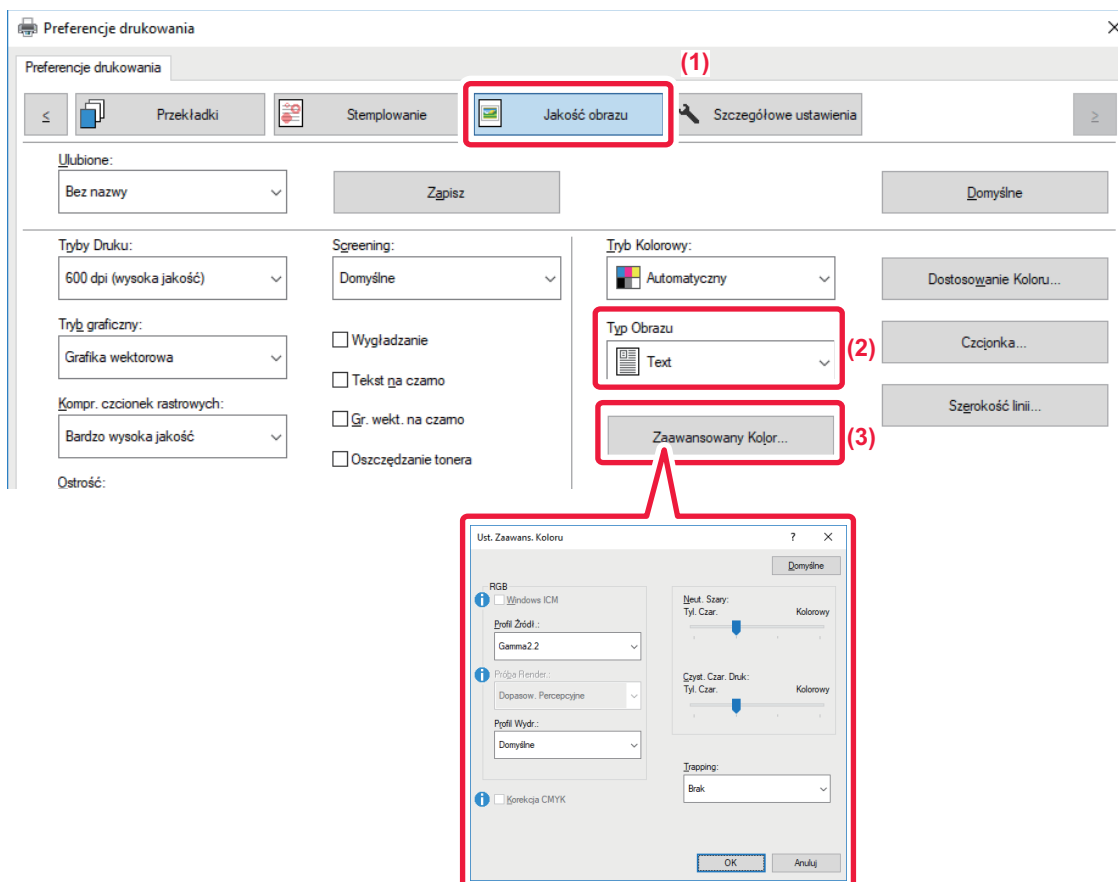 Preferencje drukowania
Preferencje drukowania
(1)
<
Przekładki
Stemplowanie
Jakość obrazu
Szczegółowe ustawienia
>
Ulubione:
Bez nazwy
Zapisz
Domyślne
Tryby Druku:
600 dpi (wysoka jakość)
Screening:
Domyślne
Tryb Kolorowy:
Automatyczny
Dostosowanie Koloru...
Tryb graficzny:
Grafika wektorowa
Wygładzanie
Tekst na czarno
Typ Obrazu
Text
(2)
Czcionka...
Kompr. czcionek rastrowych:
Bardzo wysoka jakość
Gr. wekt. na czarno
Oszczędzanie tonera
Zaawansowany Kolor...
(3)
Szerokość linii...
Ostrość:
Ust. Zaawans. Koloru
?
Domyślne
RGB
Windows ICM
Profil Źródł.:
Gamma2.2
Próba Render.:
Dopasow. Percepcyjne
Profil Wydr.:
Domyślne
Korekcja CMYK
Neut. Szary:
Tyl. Czar. Kolorowy
Czyst. Czar. Druk:
Tyl. Czar. Kolorowy
Trapping:
Brak
OK
Anuluj